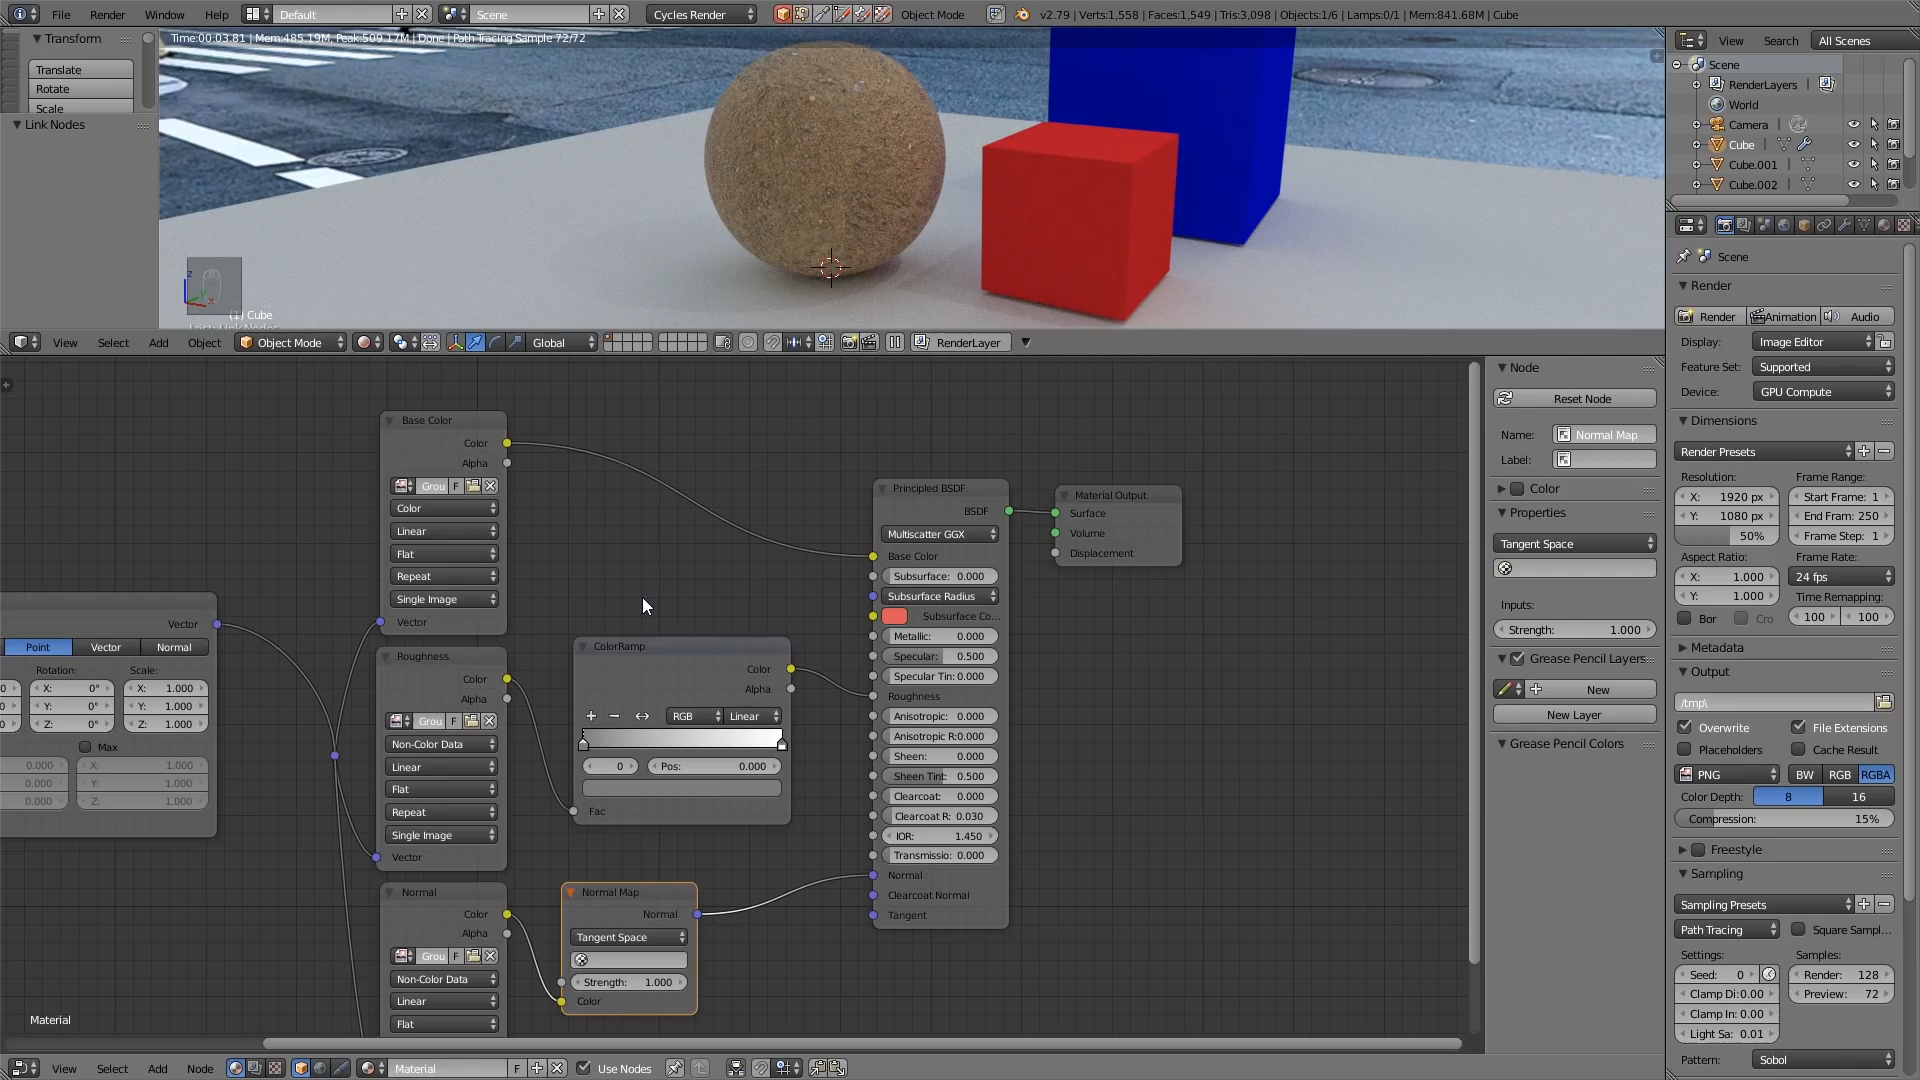 File Render Window Help Default Scene Cycles Render Object Mode v2.79 | Verts:1,558 | Faces:1,549 | Tris:3,098 | Objects:1/6 | Lamps:0/1 | Mem:841.68M | Cube
Transform
Translate
Rotate
Scale
Link Nodes
Time:00:03.81 | Mem:485.19M, Peak:509.17M | Done | Path Tracing Sample 72/72
(1) Cube
Last: Link Nodes
View Select Add Object Object Mode Global RenderLayer
View Search All Scenes
Scene
RenderLayers
World
Camera
Cube
Cube.001
Cube.002
Scene
Render
Render Animation Audio
Display: Image Editor
Feature Set: Supported
Device: GPU Compute
Dimensions
Render Presets
Resolution: Frame Range:
X: 1920 px Start Frame: 1
Y: 1080 px End Fram: 250
50% Frame Step: 1
Aspect Ratio: Frame Rate:
X: 1.000 24 fps
Y: 1.000 Time Remapping:
Bor Cro 100 100
Metadata
Output
/tmp\
Overwrite File Extensions
Placeholders Cache Result
PNG BW RGB RGBA
Color Depth: 8 16
Compression: 15%
Freestyle
Sampling
Sampling Presets
Path Tracing Square Sampl...
Settings: Samples:
Seed: 0 Render: 128
Clamp Di:0.00 Preview: 72
Clamp In: 0.00
Light Sa: 0.01
Pattern: Sobol
Node
Reset Node
Name: Normal Map
Label:
Color
Properties
Tangent Space
Inputs:
Strength: 1.000
Grease Pencil Layers
New
New Layer
Grease Pencil Colors
Vector
Point Vector Normal
Rotation: Scale:
0 X: 0° X: 1.000
0 Y: 0° Y: 1.000
0 Z: 0° Z: 1.000
Max
0.000 X: 1.000
0.000 Y: 1.000
0.000 Z: 1.000
Base Color
Color
Alpha
Grou F
Color
Linear
Flat
Repeat
Single Image
Vector
Roughness
Color
Alpha
Grou F
Non-Color Data
Linear
Flat
Repeat
Single Image
Vector
Normal
Color
Alpha
Grou F
Non-Color Data
Linear
Flat
ColorRamp
Color
Alpha
RGB Linear
0 Pos: 0.000
Fac
Normal Map
Normal
Tangent Space
Strength: 1.000
Color
Principled BSDF
BSDF
Multiscatter GGX
Base Color
Subsurface: 0.000
Subsurface Radius
Subsurface Co...
Metallic: 0.000
Specular: 0.500
Specular Tin: 0.000
Roughness
Anisotropic: 0.000
Anisotropic R:0.000
Sheen: 0.000
Sheen Tint: 0.500
Clearcoat: 0.000
Clearcoat R: 0.030
IOR: 1.450
Transmissio: 0.000
Normal
Clearcoat Normal
Tangent
Material Output
Surface
Volume
Displacement
Material
View Select Add Node Material F Use Nodes